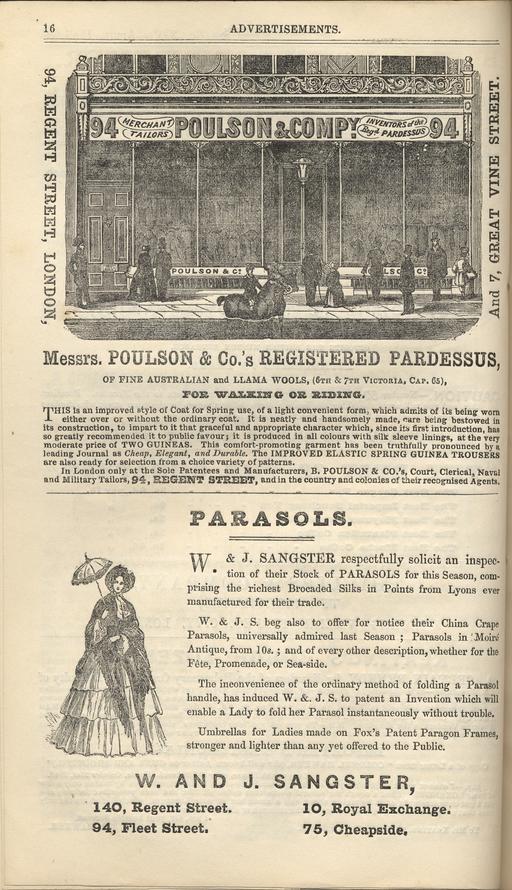 16
ADVERTISEMENTS.
94, REGENT STREET, LONDON,
94 MERCHANT TAILORS POULSON & COMPY. INVENTORS of the Regd. PARDESSUS 94
POULSON & Co.
LSO Co.
And 7, GREAT VINE STREET.
Messrs. POULSON & Co.'s REGISTERED PARDESSUS,
OF FINE AUSTRALIAN and LLAMA WOOLS, (6TH & 7TH VICTORIA, CAP. 65),
FOR WALKING OR RIDING.
THIS is an improved style of Coat for Spring use, of a light convenient form, which admits of its being worn
either over or without the ordinary coat. It is neatly and handsomely made, care being bestowed in
its construction, to impart to it that graceful and appropriate character which, since its first introduction, has
so greatly recommended it to public favour; it is produced in all colours with silk sleeve linings, at the very
moderate price of TWO GUINEAS. This comfort-promoting garment has been truthfully pronounced by a
leading Journal as Cheap, Elegant, and Durable. The IMPROVED ELASTIC SPRING GUINEA TROUSERS
are also ready for selection from a choice variety of patterns.
In London only at the Sole Patentees and Manufacturers, B. POULSON & CO.'S, Court, Clerical, Naval
and Military Tailors, 94, REGENT STREET, and in the country and colonies of their recognised Agents.
PARASOLS.
W. & J. SANGSTER respectfully solicit an inspec-
tion of their Stock of PARASOLS for this Season, com-
prising the richest Brocaded Silks in Points from Lyons ever
manufactured for their trade.
W. & J. S. beg also to offer for notice their China Crape
Parasols, universally admired last Season; Parasols in Moiré
Antique, from 10s.; and of every other description, whether for the
Fête, Promenade, or Sea-side.
The inconvenience of the ordinary method of folding a Parasol
handle, has induced W. &. J. S. to patent an Invention which will
enable a Lady to fold her Parasol instantaneously without trouble.
Umbrellas for Ladies made on Fox's Patent Paragon Frames,
stronger and lighter than any yet offered to the Public.
W. AND J. SANGSTER,
140, Regent Street.
10, Royal Exchange.
94, Fleet Street.
75, Cheapside.